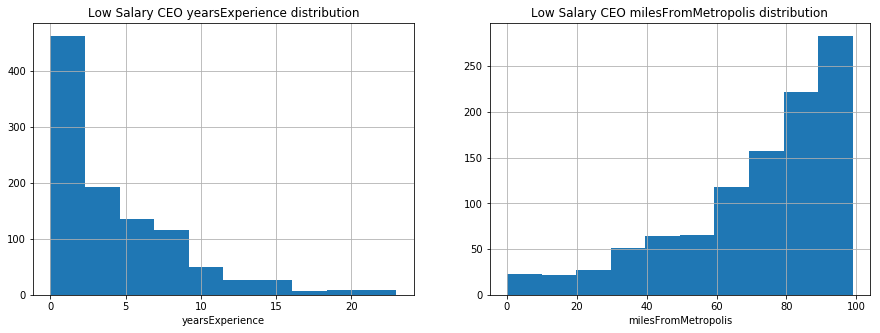 Low Salary CEO yearsExperience distribution
400
300
200
100
0
0 5 10 15 20
yearsExperience
Low Salary CEO milesFromMetropolis distribution
250
200
150
100
50
0
0 20 40 60 80 100
milesFromMetropolis